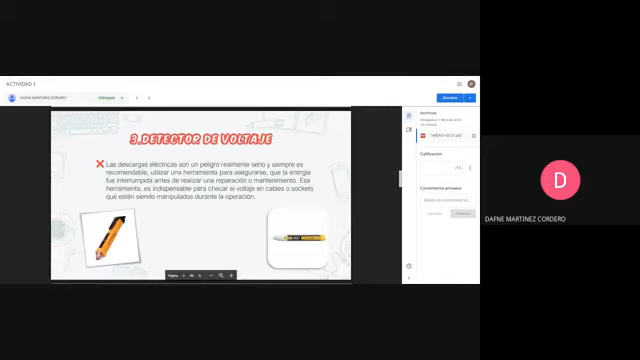 ACTIVIDAD 1
DAFNE MARTINEZ CORDERO
Entregado
3.DETECTOR DE VOLTAJE
Las descargas eléctricas son un peligro realmente serio y siempre es
recomendable, utilizar una herramienta para asegurarse, que la energía
fue interrumpida antes de realizar una reparación o mantenimiento. Esa
herramienta, es indispensable para checar el voltaje en cables o sockets
que estén siendo manipulados durante la operación.
Página
Archivos
Calificación
Comentarios privados
D
DAFNE MARTINEZ CORDERO